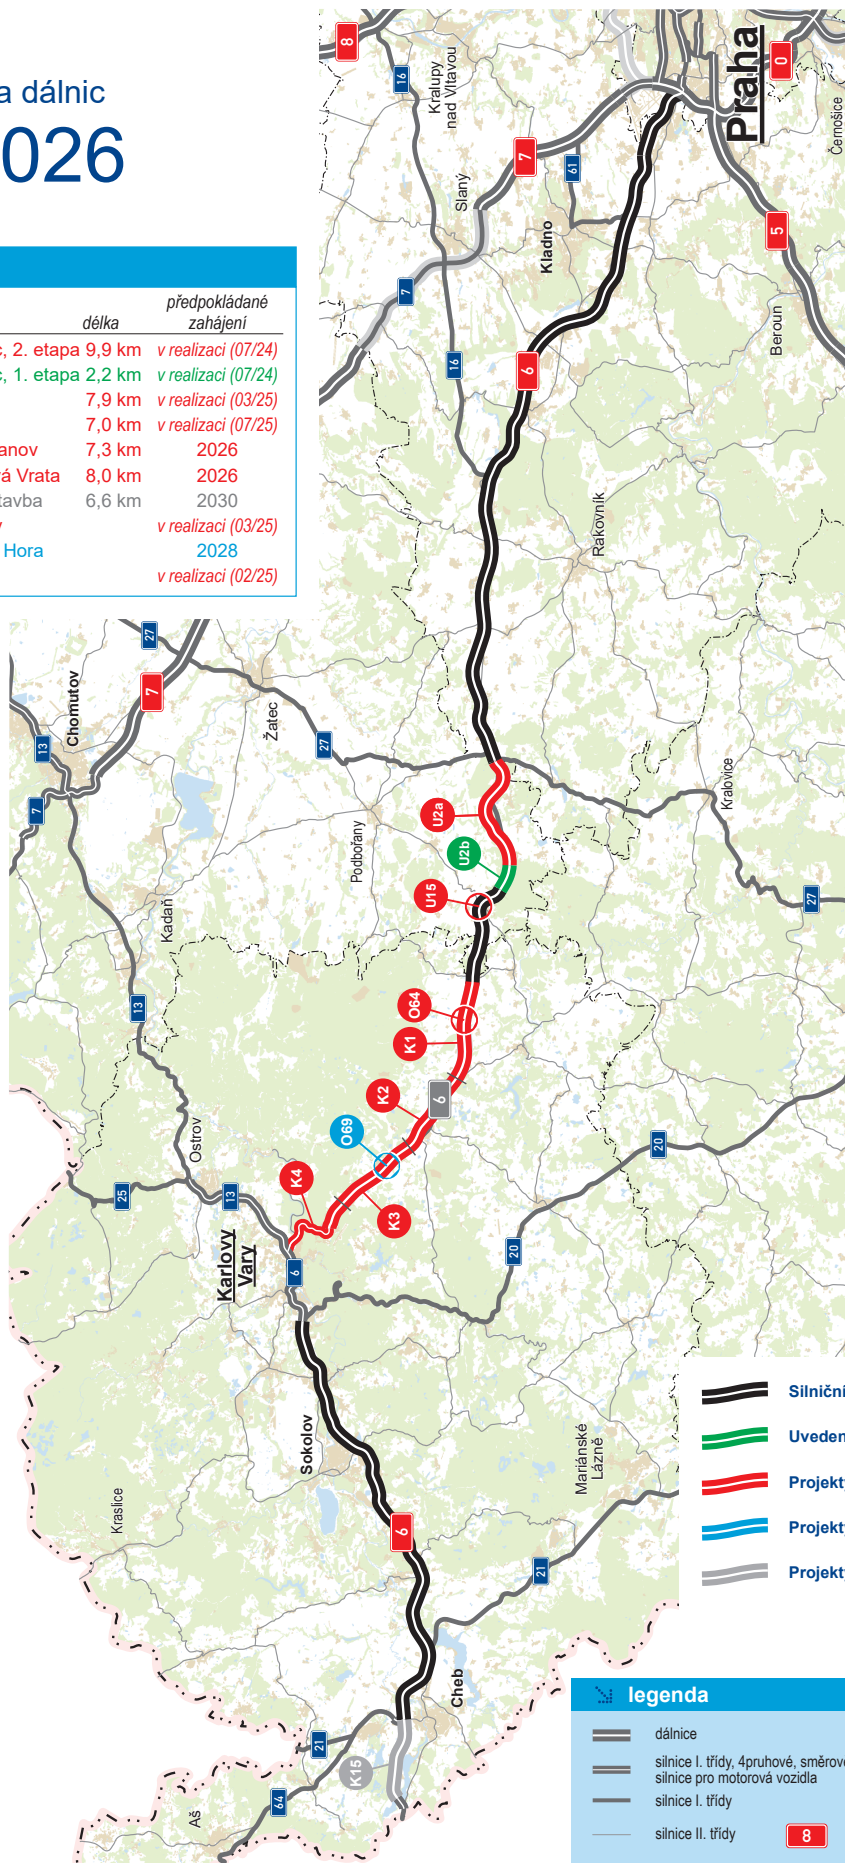 a dálnic
026
délka
předpokládané
zahájení
c, 2. etapa 9,9 km v realizaci (07/24)
c, 1. etapa 2,2 km v realizaci (07/24)
7,9 km v realizaci (03/25)
7,0 km v realizaci (07/25)
anov 7,3 km 2026
vá Vrata 8,0 km 2026
tavba 6,6 km 2030
v realizaci (03/25)
Hora 2028
v realizaci (02/25)
8
16
Kralupy
nad Vltavou
Praha
0
Černošice
7
Slaný
61
Kladno
5
7
Beroun
16
6
Rakovník
27
Chomutov
7
13
Žatec
27
7
Kralovice
U2a
Podbořany
U2b
U15
27
Kadaň
13
O64
K1
6
K2
O69
Ostrov
20
25
13
K4
K3
Karlovy
Vary
6
20
Sokolov
Mariánské
Lázně
Kraslice
6
21
Cheb
21
K15
64
Aš
Silniční
Uveden
Projekty
Projekty
Projekty
legenda
dálnice
silnice I. třídy, 4pruhové, směrově
silnice pro motorová vozidla
silnice I. třídy
silnice II. třídy
8